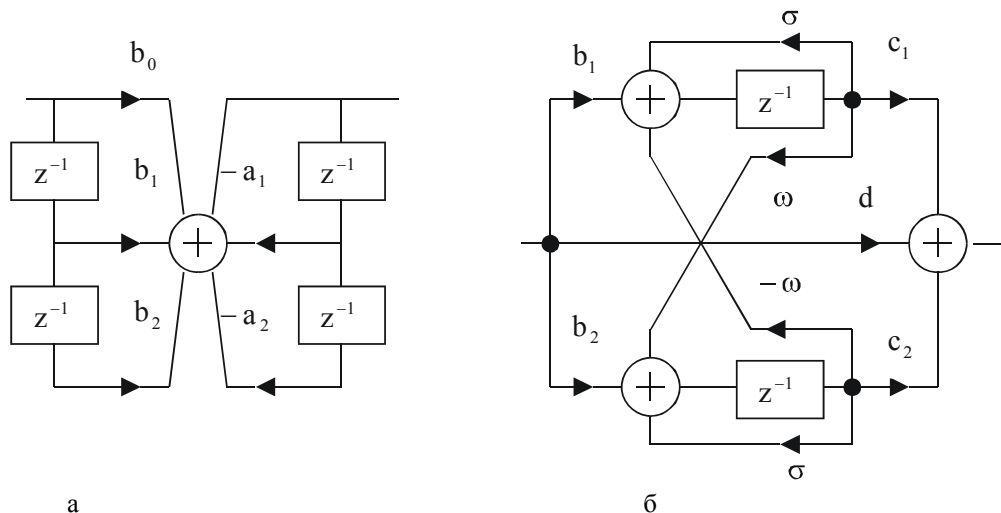 b₀
z⁻¹
b₁
– a₁
z⁻¹
+
z⁻¹
b₂
– a₂
z⁻¹
а
σ
b₁
c₁
+
z⁻¹
ω
d
+
– ω
b₂
c₂
+
z⁻¹
σ
б